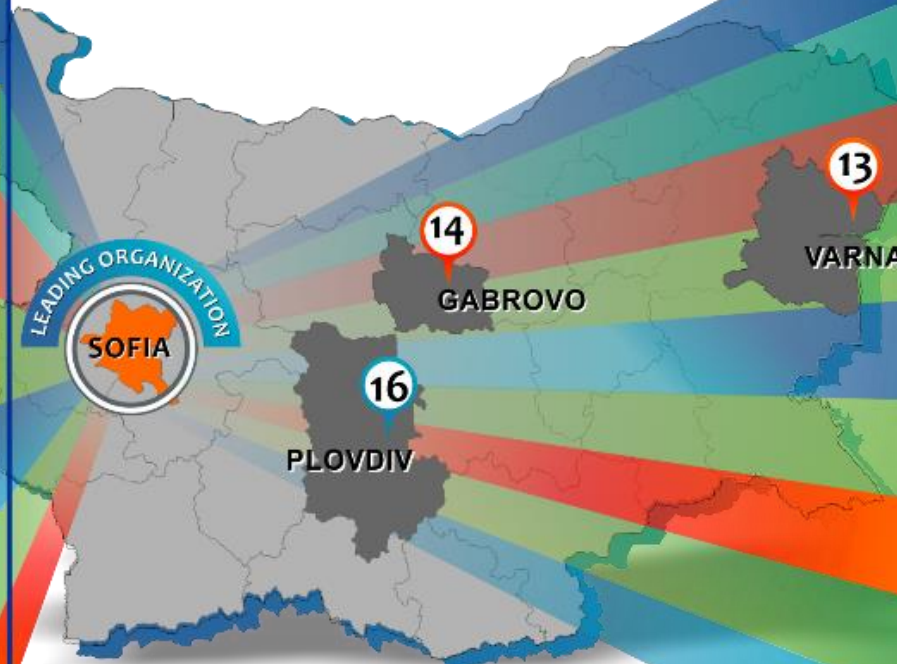 13
VARNA
14
GABROVO
LEADING ORGANIZATION
SOFIA
16
PLOVDIV